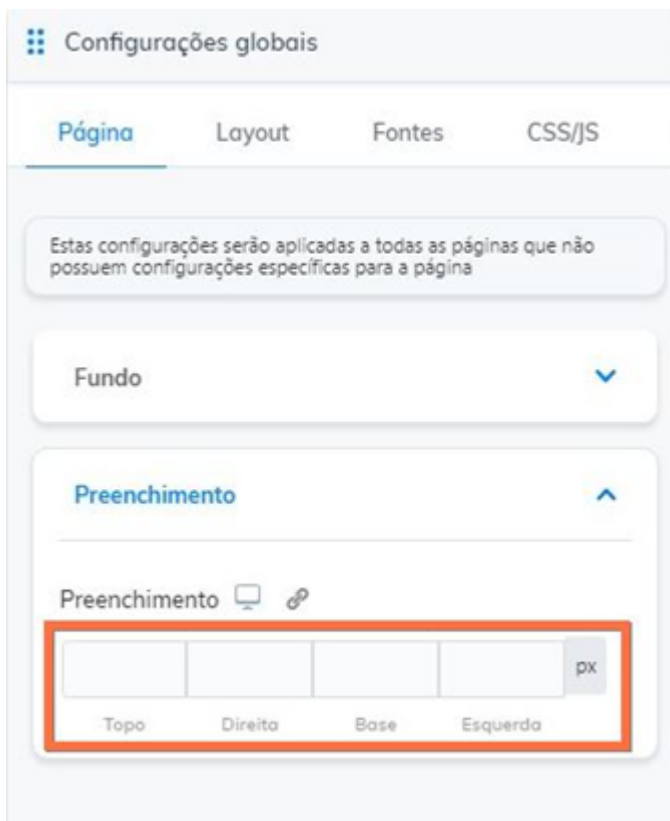 Configurações globais
Página Layout Fontes CSS/JS
Estas configurações serão aplicadas a todas as páginas que não
possuem configurações específicas para a página
Fundo
Preenchimento
Preenchimento
px
Topo Direita Base Esquerda